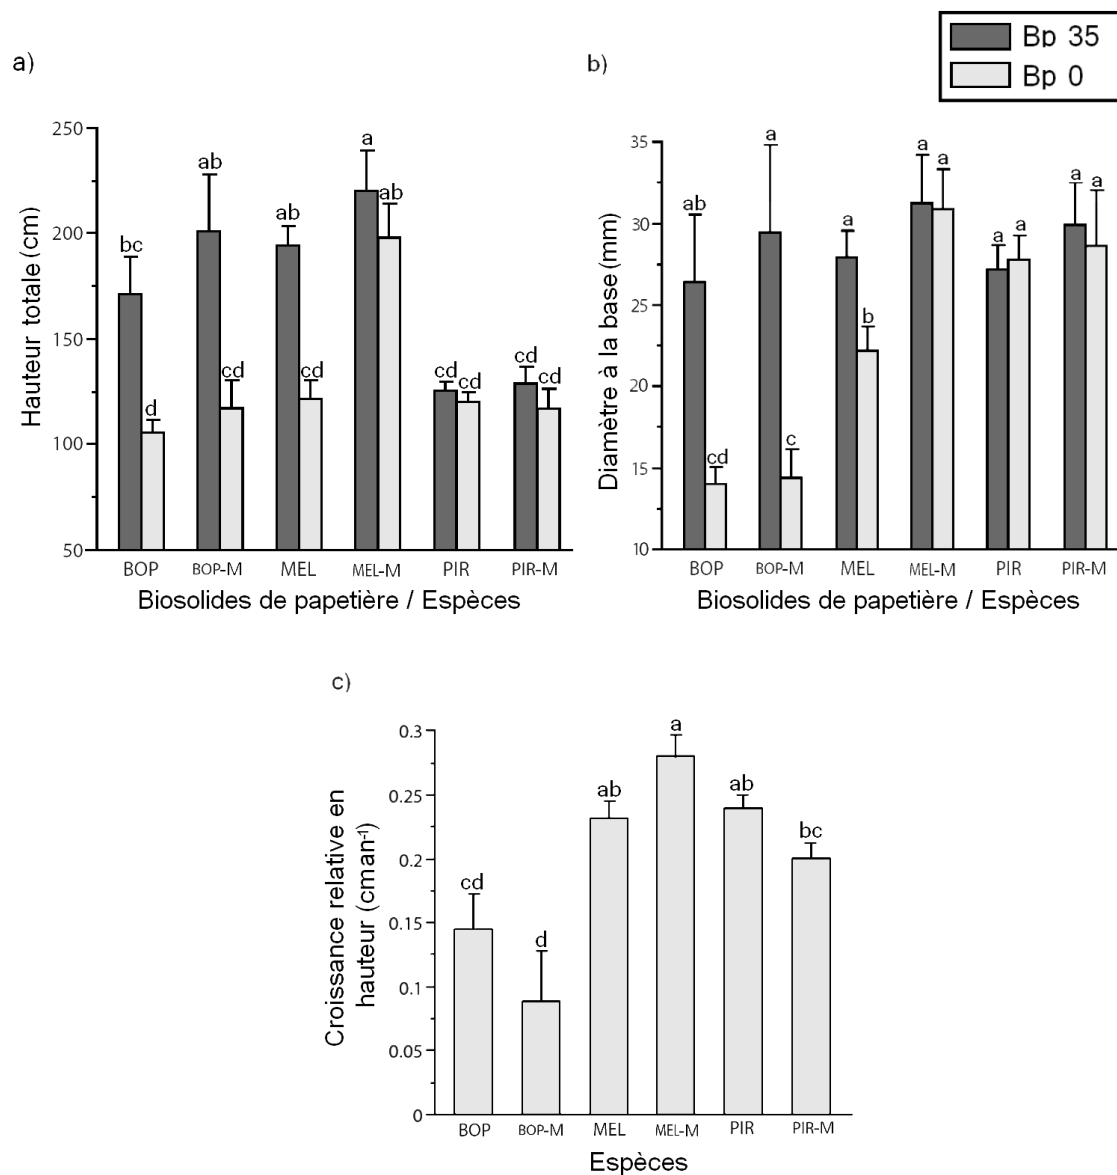 Bp 35
Bp 0
a)
250
200
150
100
50
Hauteur totale (cm)
bc
d
ab
cd
ab
cd
a
ab
cd
cd
cd
cd
BOP
BOP-M
MEL
MEL-M
PIR
PIR-M
Biosolides de papetière / Espèces
b)
35
30
25
20
15
10
Diamètre à la base (mm)
ab
cd
a
c
a
b
a
a
a
a
a
a
BOP
BOP-M
MEL
MEL-M
PIR
PIR-M
Biosolides de papetière / Espèces
c)
0.3
0.25
0.2
0.15
0.1
0.05
0
Croissance relative en
hauteur (cman-1)
cd
d
ab
a
ab
bc
BOP
BOP-M
MEL
MEL-M
PIR
PIR-M
Espèces